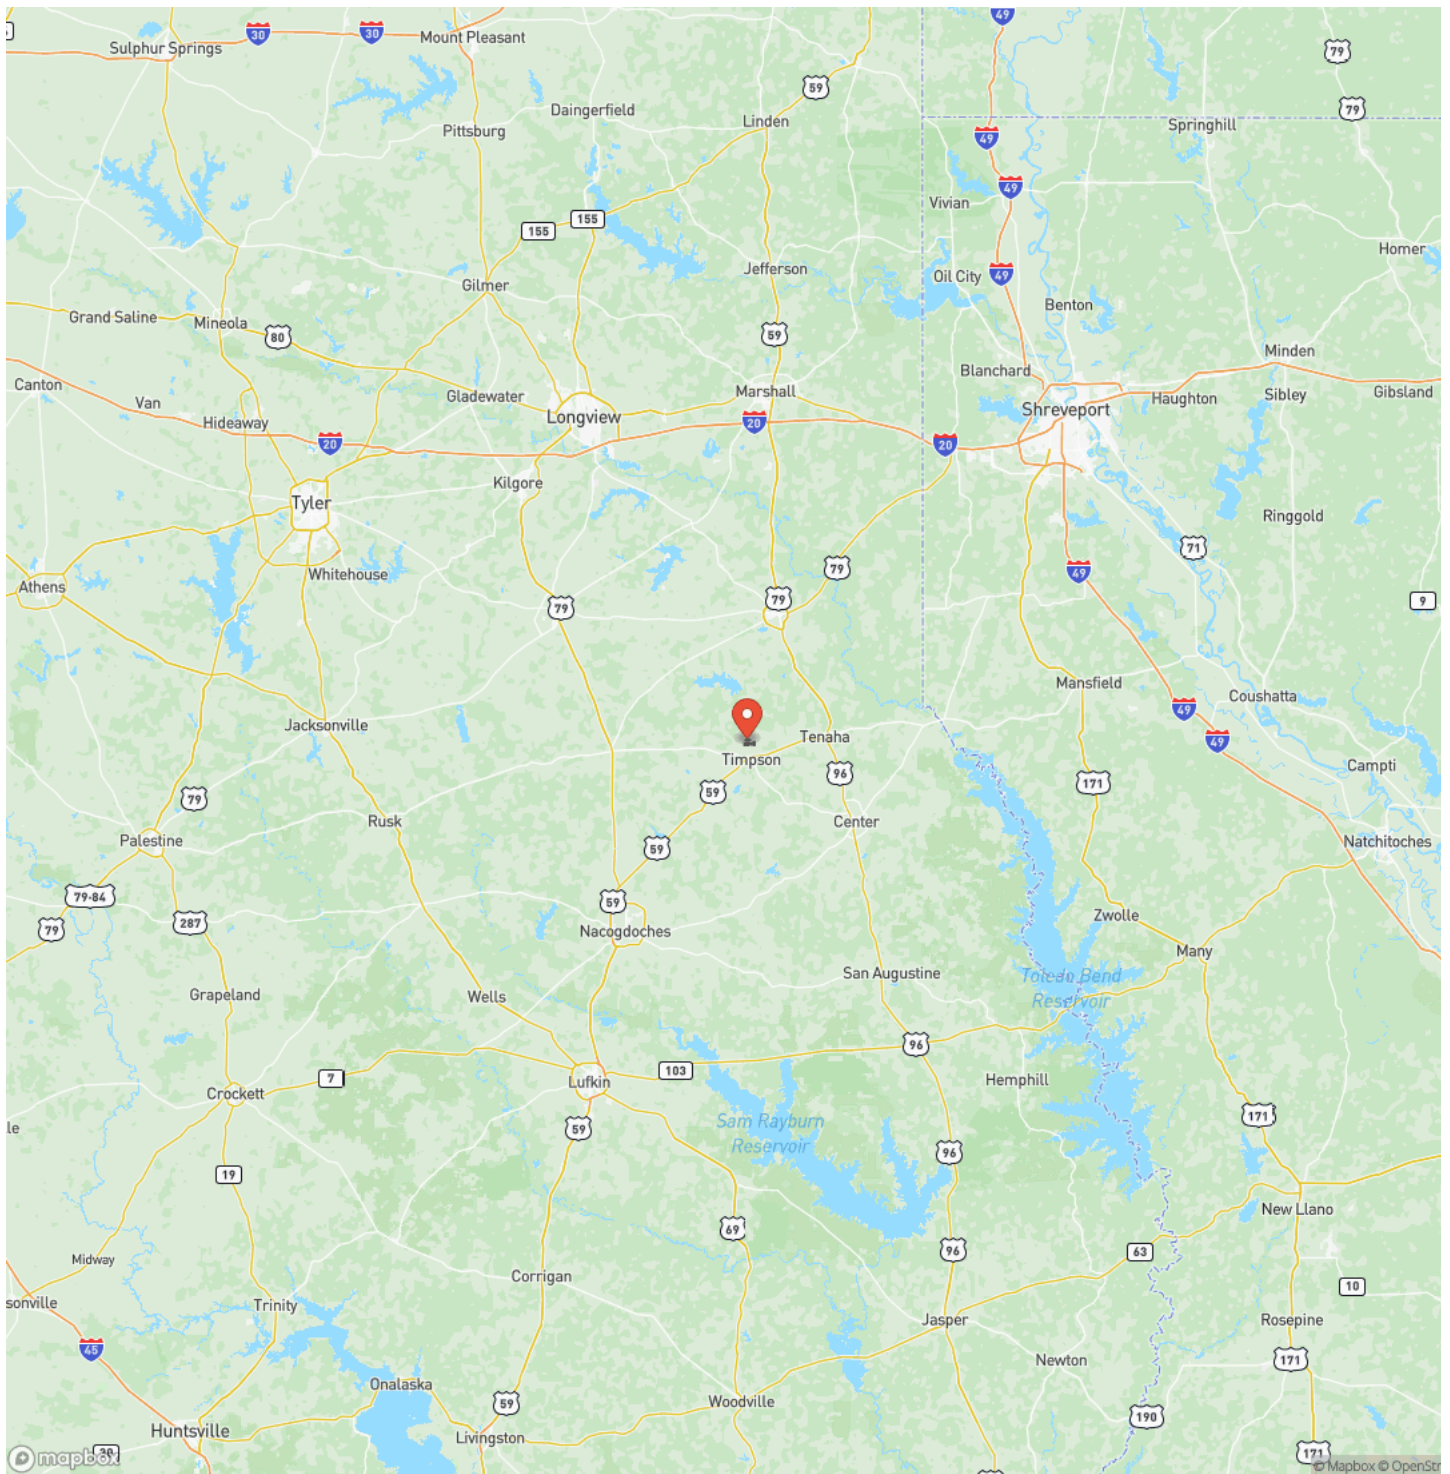 49
30
30
Mount Pleasant
Sulphur Springs
79
59
Daingerfield
79
Linden
Springhill
Pittsburg
49
49
Vivian
155
155
Homer
Jefferson
49
Oil City
Gilmer
Benton
Grand Saline
Mineola
80
59
Minden
Blanchard
Canton
Marshall
Gibsland
Van
Gladewater
Sibley
Haughton
Longview
Shreveport
Hideaway
20
20
20
Kilgore
Tyler
Ringgold
71
79
Whitehouse
49
Athens
79
79
9
Mansfield
Coushatta
49
Jacksonville
Tenaha
49
Timpson
Campti
96
171
59
79
Rusk
Center
Palestine
Natchitoches
59
79-84
59
Zwolle
287
79
Nacogdoches
Many
San Augustine
Toledo Bend
Reservoir
Grapeland
Wells
96
103
7
Lufkin
Hemphill
Crockett
171
Sam Rayburn
Reservoir
59
le
96
19
New Llano
69
96
63
Midway
Corrigan
10
sonville
Trinity
Jasper
Rosepine
45
Newton
171
Onalaska
Woodville
59
190
Huntsville
Livingston
30
171
mapbox
© Mapbox © OpenStr